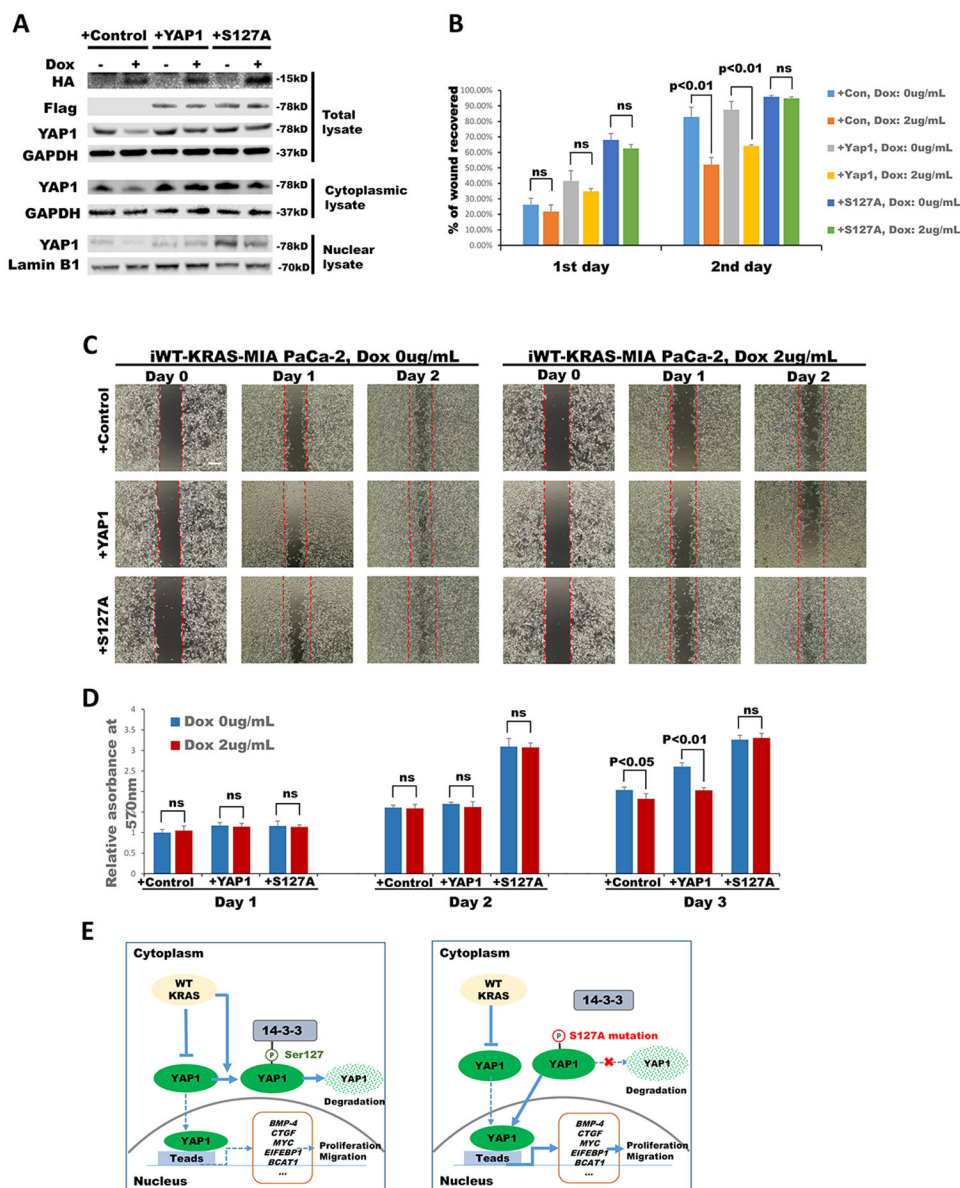 A
+Control +YAP1 +S127A
Dox - + - + - +
HA -15kD
Flag -78kD
YAP1 -78kD
GAPDH -37kD
Total
lysate
YAP1 -78kD
GAPDH -37kD
Cytoplasmic
lysate
YAP1 -78kD
Lamin B1 -70kD
Nuclear
lysate
B
% of wound recovered
100.00%
90.00%
80.00%
70.00%
60.00%
50.00%
40.00%
30.00%
20.00%
10.00%
0.00%
ns
ns
ns
p<0.01
p<0.01
ns
1st day
2nd day
+Con, Dox: 0ug/mL
+Con, Dox: 2ug/mL
+Yap1, Dox: 0ug/mL
+Yap1, Dox: 2ug/mL
+S127A, Dox: 0ug/mL
+S127A, Dox: 2ug/mL
C
iWT-KRAS-MIA PaCa-2, Dox 0ug/mL
Day 0 Day 1 Day 2
iWT-KRAS-MIA PaCa-2, Dox 2ug/mL
Day 0 Day 1 Day 2
+Control
+YAP1
+S127A
D
Relative asorbance at
570nm
4
3.5
3
2.5
2
1.5
1
0.5
0
Dox 0ug/mL
Dox 2ug/mL
ns
ns
ns
ns
ns
ns
P<0.05
P<0.01
ns
+Control +YAP1 +S127A
Day 1
+Control +YAP1 +S127A
Day 2
+Control +YAP1 +S127A
Day 3
E
Cytoplasm
WT
KRAS
14-3-3
P Ser127
YAP1
YAP1
YAP1
Degradation
YAP1
Teads
BMP-4
CTGF
MYC
EIFEBP1
BCAT1
...
Proliferation
Migration
Nucleus
Cytoplasm
WT
KRAS
14-3-3
P S127A mutation
YAP1
YAP1
YAP1
Degradation
YAP1
Teads
BMP-4
CTGF
MYC
EIFEBP1
BCAT1
...
Proliferation
Migration
Nucleus